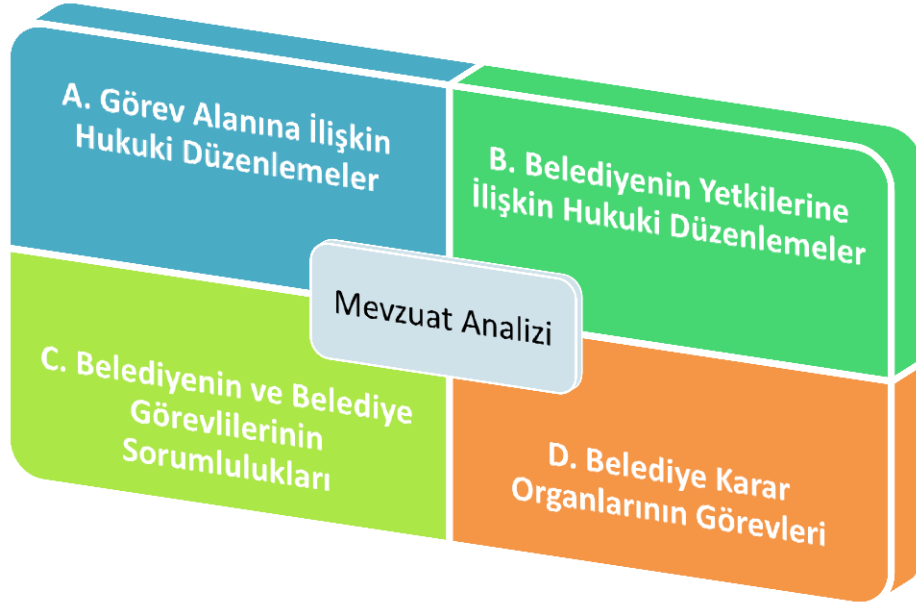 A. Görev Alanına İlişkin
Hukuki Düzenlemeler
B. Belediyenin Yetkilerine
İlişkin Hukuki Düzenlemeler
Mevzuat Analizi
C. Belediyenin ve Belediye
Görevlilerinin
Sorumlulukları
D. Belediye Karar
Organlarının Görevleri